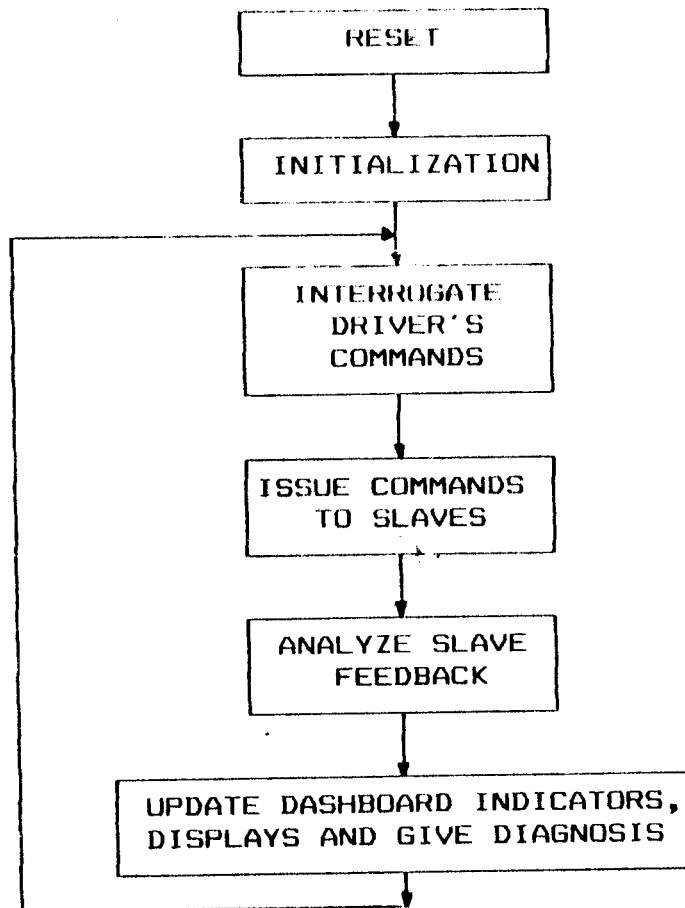 RESET
INITIALIZATION
INTERROGATE
DRIVER'S
COMMANDS
ISSUE COMMANDS
TO SLAVES
ANALYZE SLAVE
FEEDBACK
UPDATE DASHBOARD INDICATORS,
DISPLAYS AND GIVE DIAGNOSIS